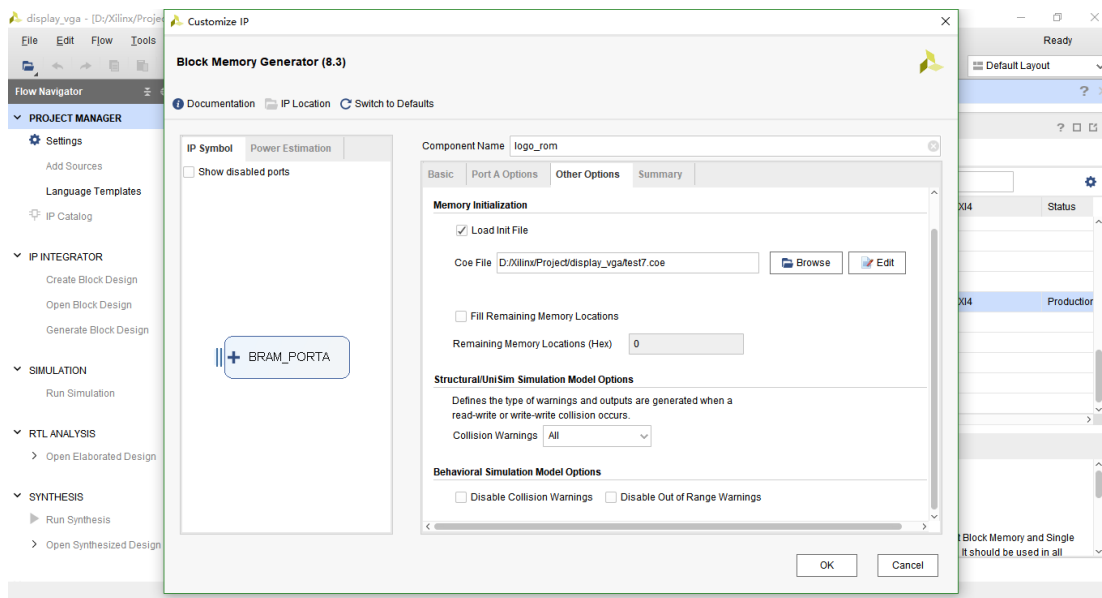 display_vga - [D:/Xilinx/Proje
Customize IP
File Edit Flow Tools
Ready
Block Memory Generator (8.3)
Default Layout
Flow Navigator
?
Documentation IP Location Switch to Defaults
PROJECT MANAGER
Settings
Add Sources
Language Templates
IP Catalog
IP INTEGRATOR
Create Block Design
Open Block Design
Generate Block Design
SIMULATION
Run Simulation
RTL ANALYSIS
Open Elaborated Design
SYNTHESIS
Run Synthesis
Open Synthesized Design
IP Symbol Power Estimation
Show disabled ports
BRAM_PORTA
Component Name logo_rom
Basic Port A Options Other Options Summary
Memory Initialization
Load Init File
Coe File D:/Xilinx/Project/display_vga/test7.coe Browse Edit
Fill Remaining Memory Locations
Remaining Memory Locations (Hex) 0
Structural/UniSim Simulation Model Options
Defines the type of warnings and outputs are generated when a
read-write or write-write collision occurs.
Collision Warnings All
Behavioral Simulation Model Options
Disable Collision Warnings Disable Out of Range Warnings
OK Cancel
?
XI4 Status
XI4 Production
t Block Memory and Single
It should be used in all